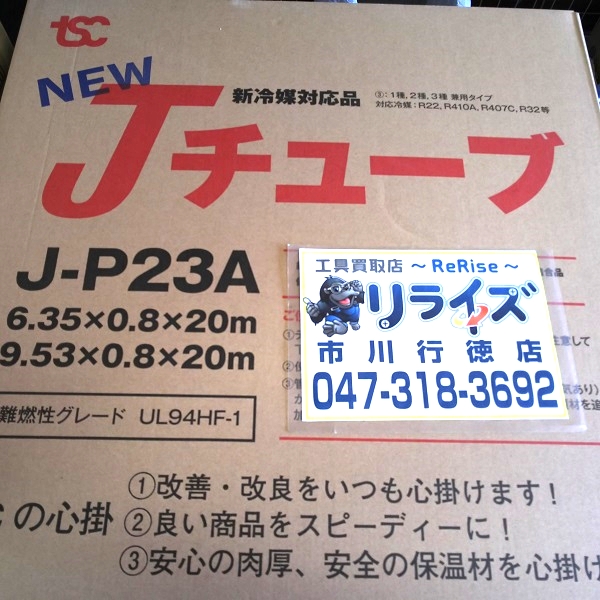 tsc
NEW
Jチューブ
新冷媒対応品
③：1種，2種，3種 兼用タイプ
対応冷媒：R22，R410A，R407C，R32等
J-P23A
6.35×0.8×20m
9.53×0.8×20m
難燃性グレード UL94HF-1
工具買取店 ～ReRise～
リライズ
市川行徳店
047-318-3692
の心掛
①改善・改良をいつも心掛けます！
②良い商品をスピーディーに！
③安心の肉厚、安全の保温材を心掛け